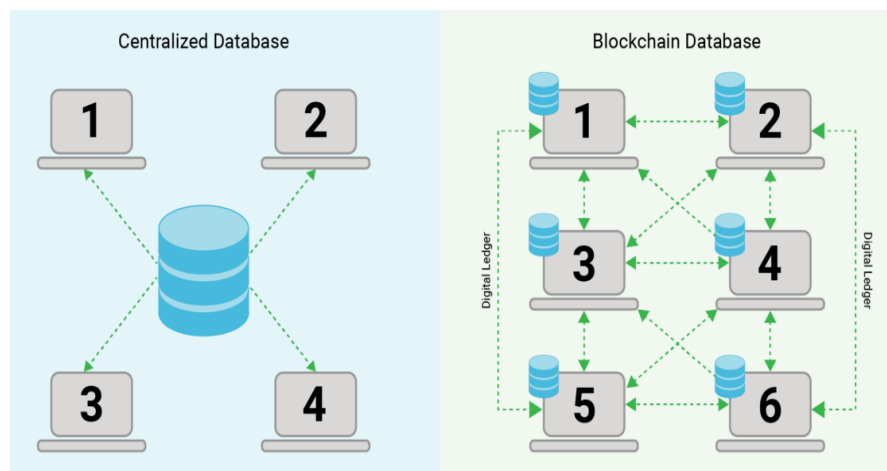 Centralized Database
1
2
3
4
Blockchain Database
1
2
3
4
5
6
Digital Ledger
Digital Ledger